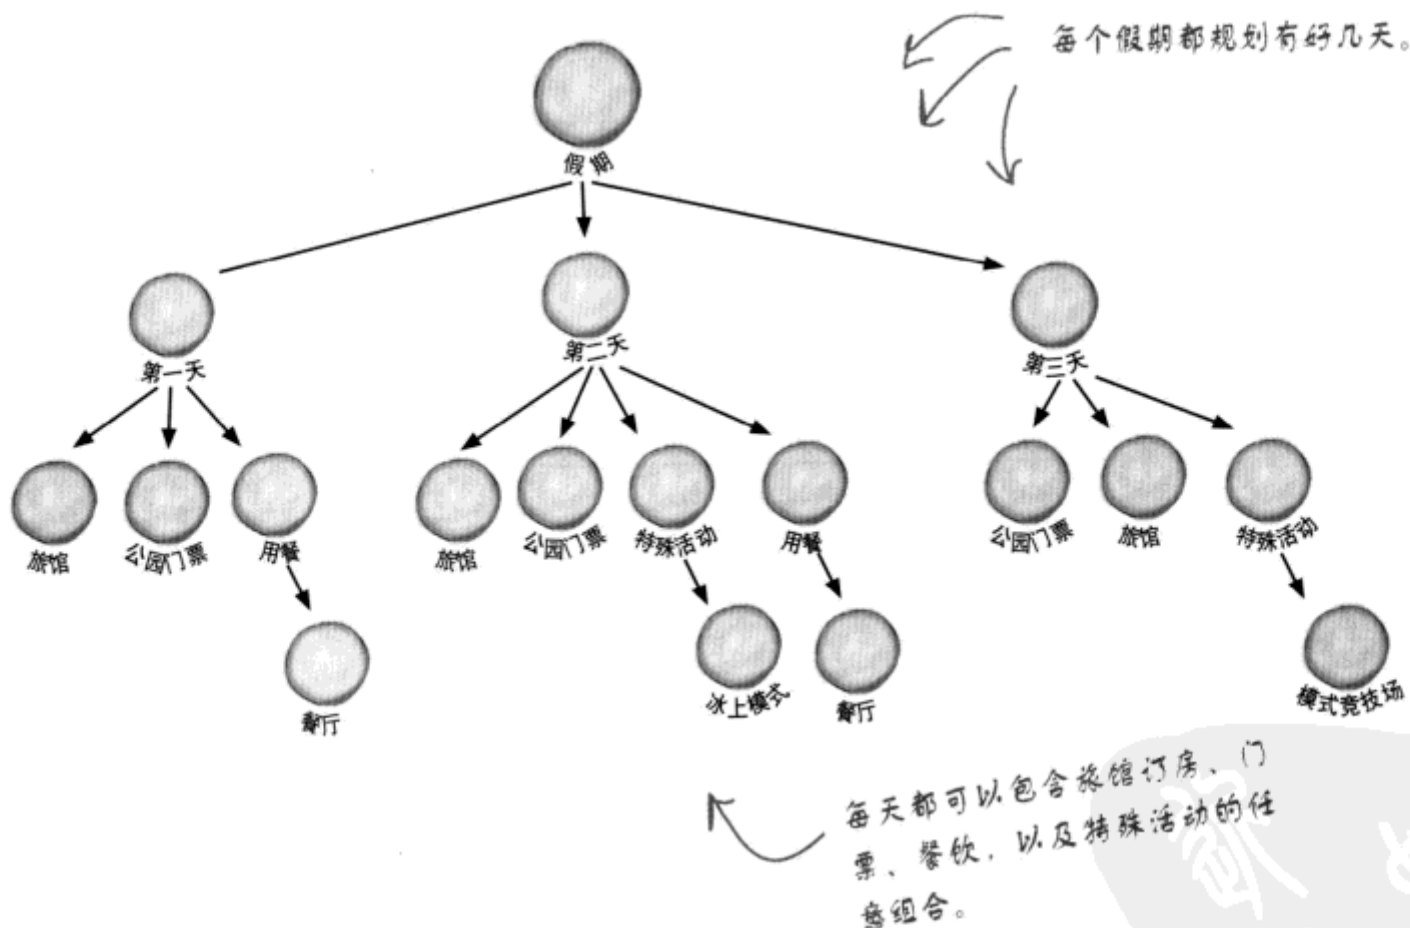 每个假期都规划有好几天。
假期
第一天
第二天
第三天
旅馆
公园门票
用餐
旅馆
公园门票
特殊活动
用餐
公园门票
旅馆
特殊活动
餐厅
冰上模式
餐厅
模式竞技场
每天都可以包含旅馆订房、门
票、餐饮，以及特殊活动的任
意组合。